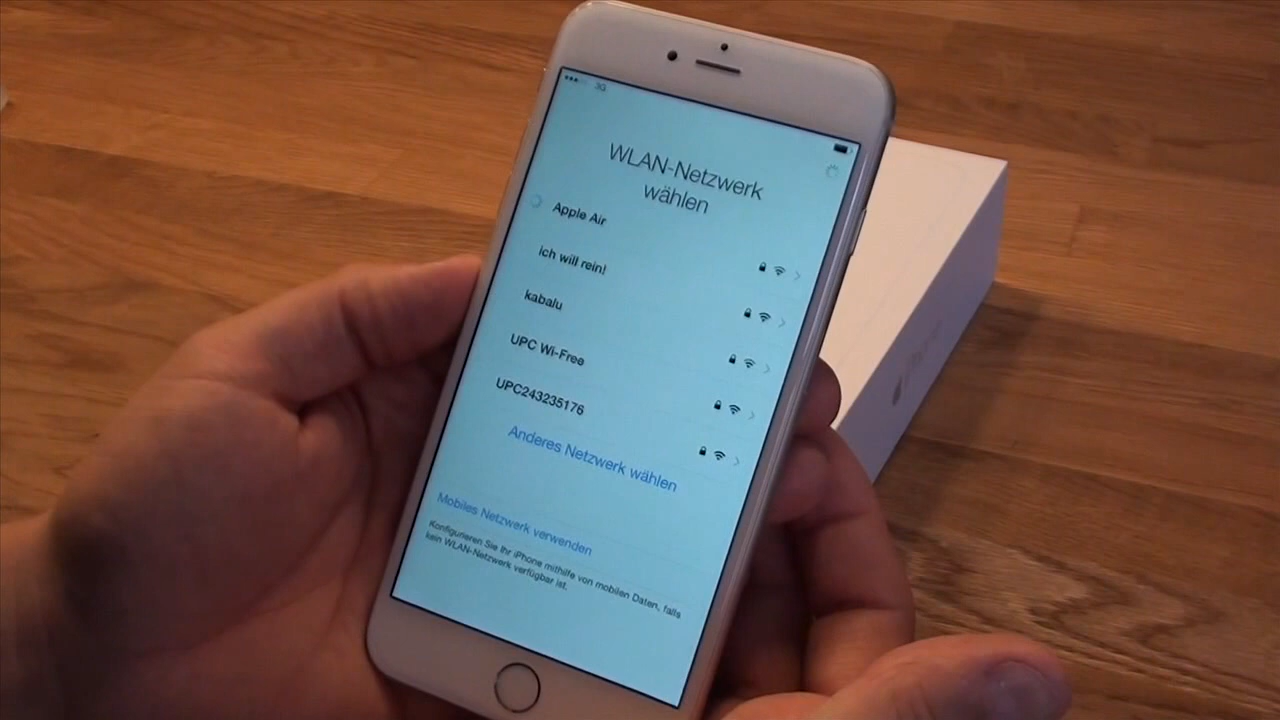 3G
WLAN-Netzwerk
wählen
Apple Air
ich will rein!
kabalu
UPC Wi-Free
UPC243235176
Anderes Netzwerk wählen
Mobiles Netzwerk verwenden
Konfigurieren Sie Ihr iPhone mithilfe von mobilen Daten, falls
kein WLAN-Netzwerk verfügbar ist.